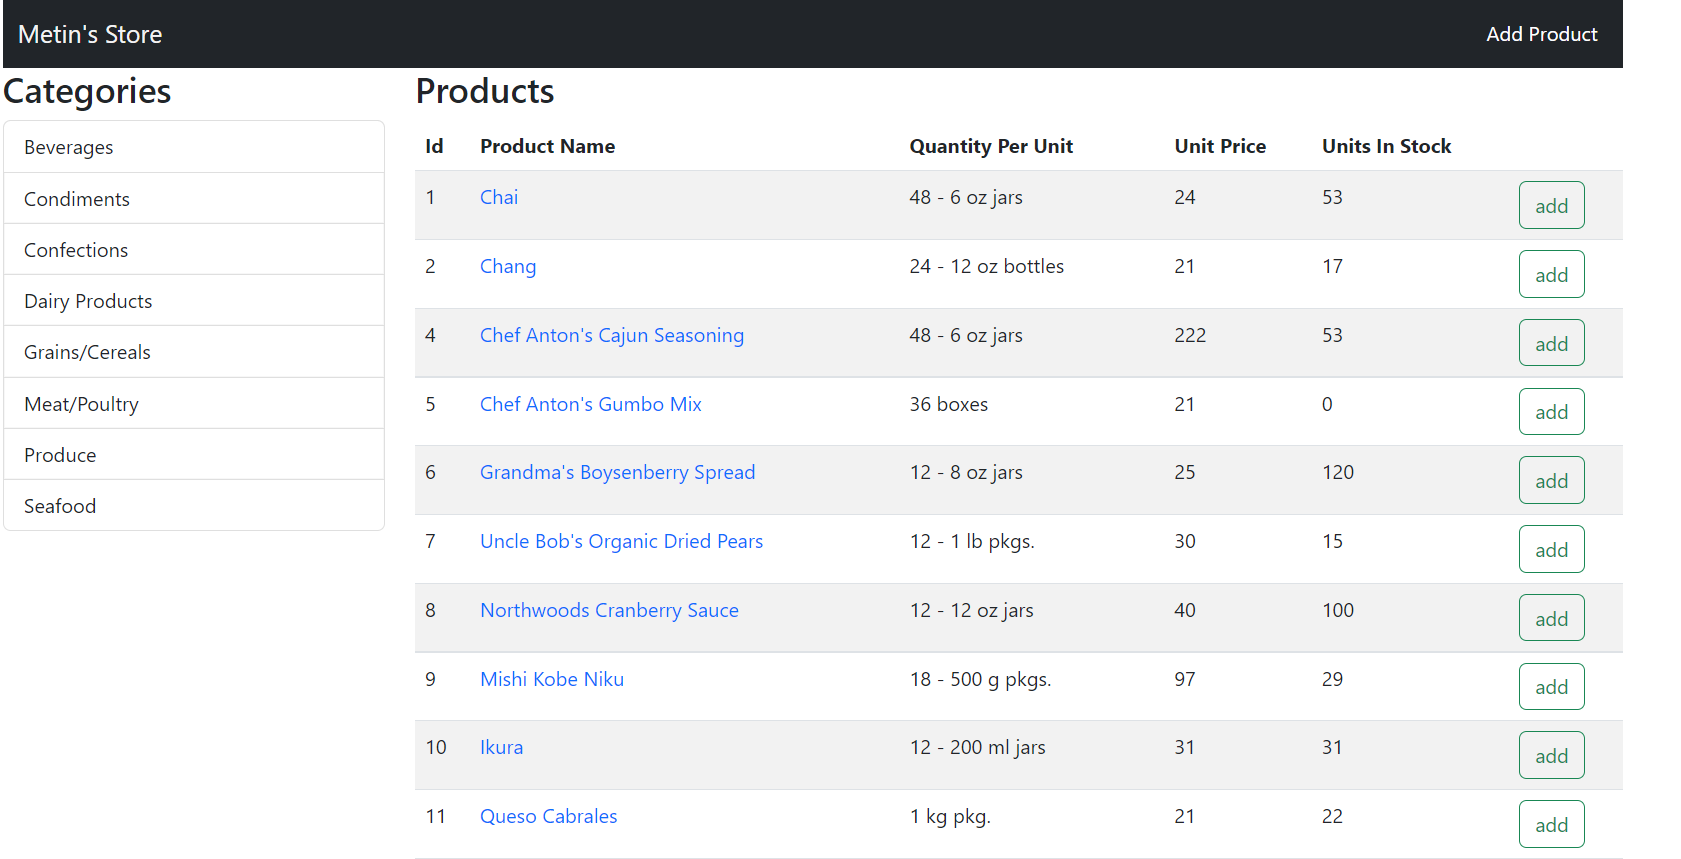 Metin's Store Add Product
Categories
Beverages
Condiments
Confections
Dairy Products
Grains/Cereals
Meat/Poultry
Produce
Seafood
Products
Id Product Name Quantity Per Unit Unit Price Units In Stock
1 Chai 48 - 6 oz jars 24 53 add
2 Chang 24 - 12 oz bottles 21 17 add
4 Chef Anton's Cajun Seasoning 48 - 6 oz jars 222 53 add
5 Chef Anton's Gumbo Mix 36 boxes 21 0 add
6 Grandma's Boysenberry Spread 12 - 8 oz jars 25 120 add
7 Uncle Bob's Organic Dried Pears 12 - 1 lb pkgs. 30 15 add
8 Northwoods Cranberry Sauce 12 - 12 oz jars 40 100 add
9 Mishi Kobe Niku 18 - 500 g pkgs. 97 29 add
10 Ikura 12 - 200 ml jars 31 31 add
11 Queso Cabrales 1 kg pkg. 21 22 add